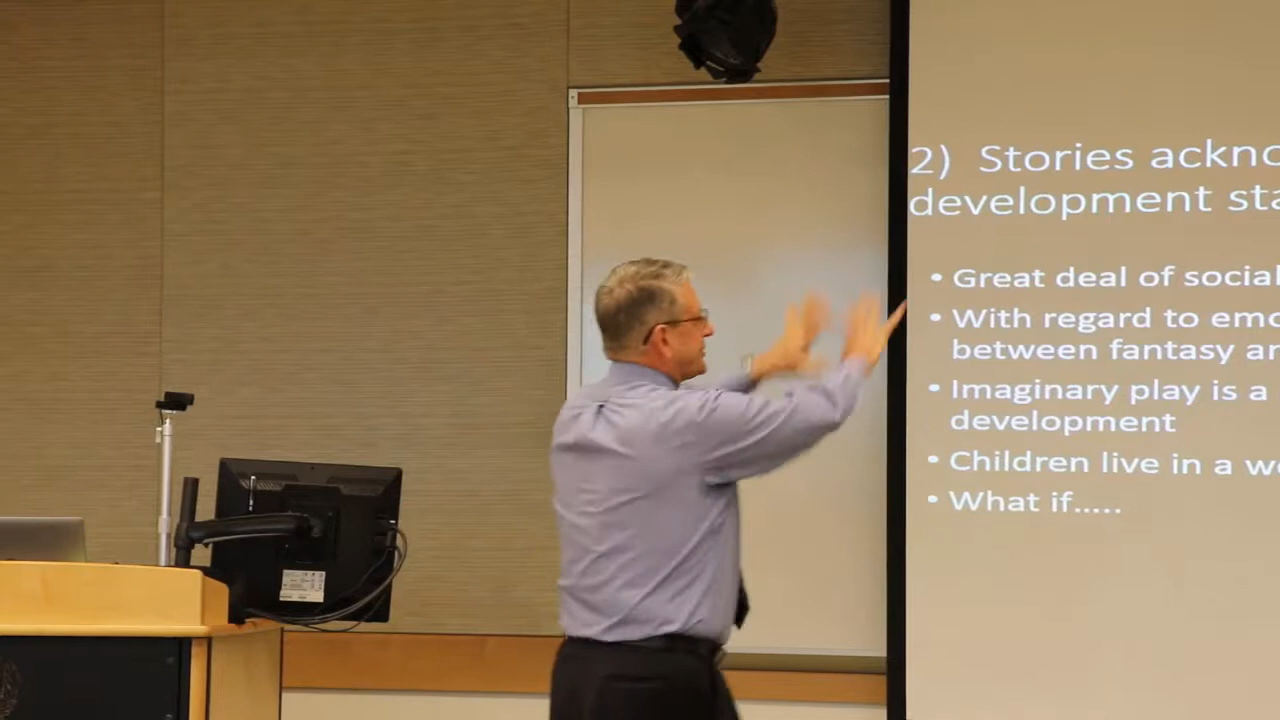 2) Stories ackno
development sta
• Great deal of social
• With regard to emo
between fantasy an
• Imaginary play is a
development
• Children live in a wo
• What if.....